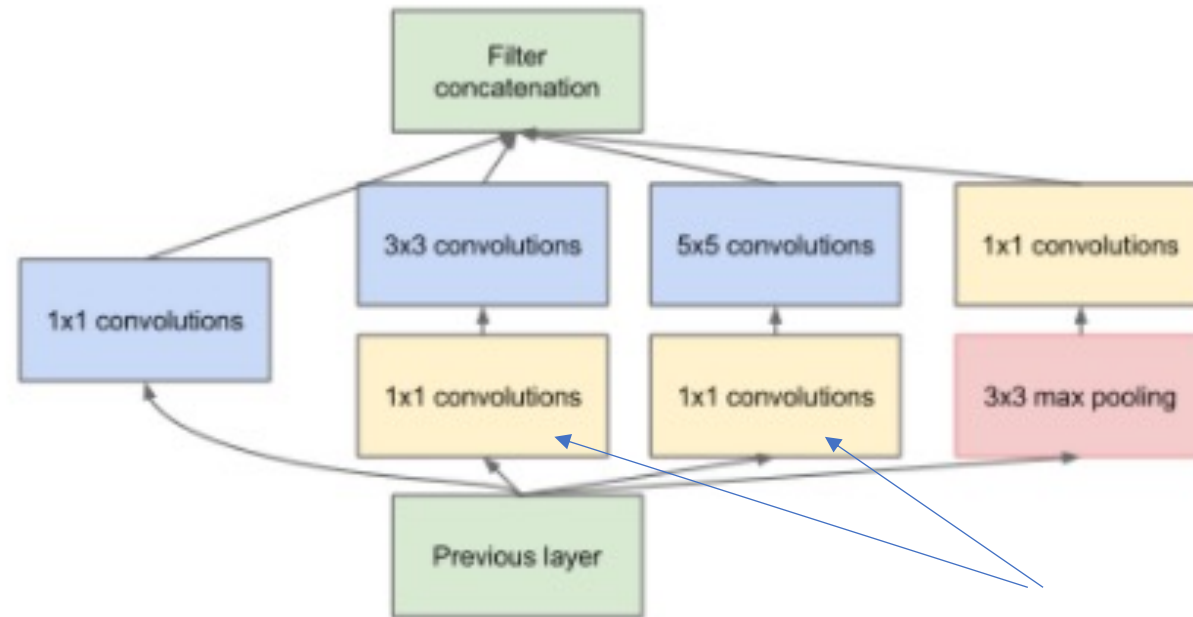 Filter
concatenation
3x3 convolutions
5x5 convolutions
1x1 convolutions
1x1 convolutions
1x1 convolutions
1x1 convolutions
3x3 max pooling
Previous layer